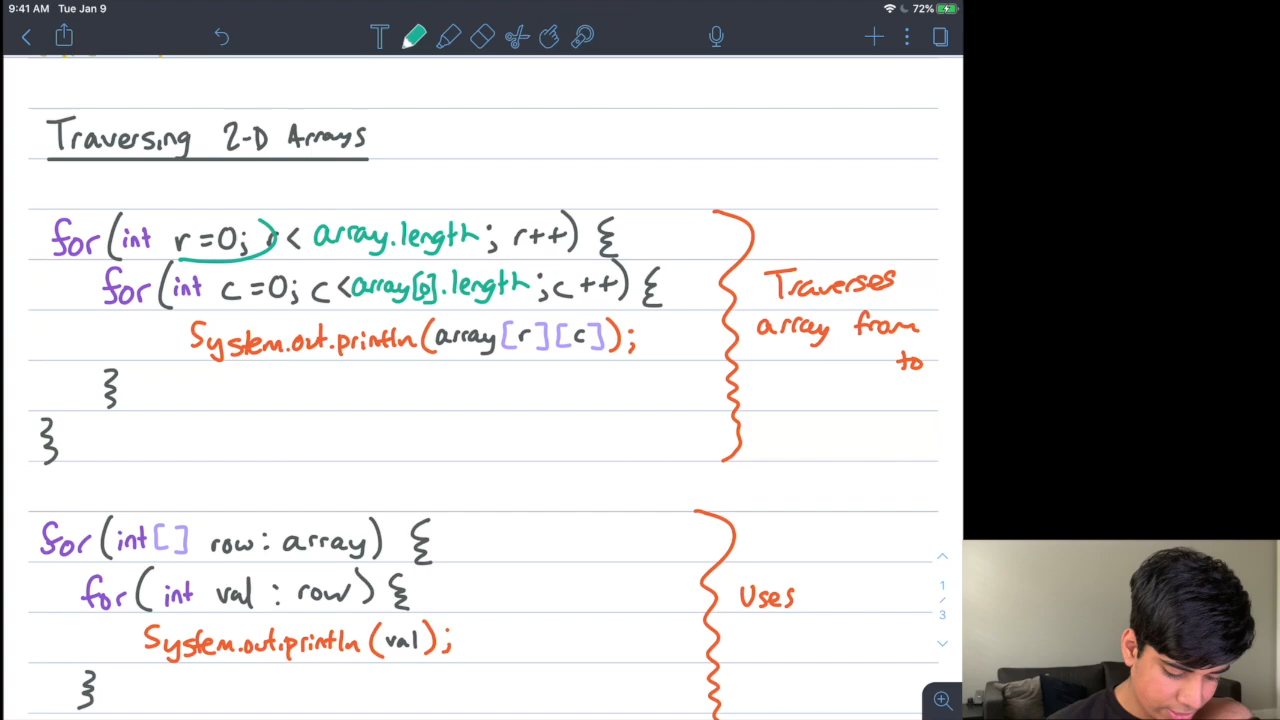 9:41 AM Tue Jan 9
72%
Traversing 2-D Arrays
for(int r=0; r< array.length; r++) {
for(int c=0; c<array[0].length;c++) {
System.out.println(array[r][c]);
}
}
Traverses
array from
to
for(int[] row: array) {
for(int val : row) {
System.out.println(val);
}
Uses
1
/
3